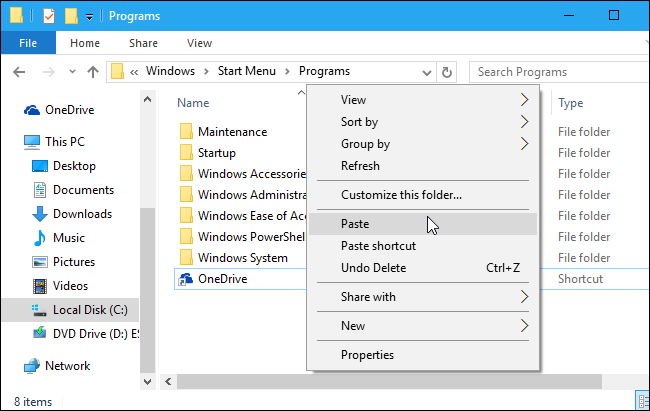 Programs
File Home Share View
« Windows > Start Menu > Programs
Search Programs
Name
Type
OneDrive
This PC
Desktop
Documents
Downloads
Music
Pictures
Videos
Local Disk (C:)
DVD Drive (D:) ES
Network
Maintenance
Startup
Windows Accessorie
Windows Administra
Windows Ease of Acc
Windows PowerShell
Windows System
OneDrive
View
Sort by
Group by
Refresh
Customize this folder...
Paste
Paste shortcut
Undo Delete Ctrl+Z
Share with
New
Properties
File folder
File folder
File folder
File folder
File folder
File folder
File folder
Shortcut
8 items